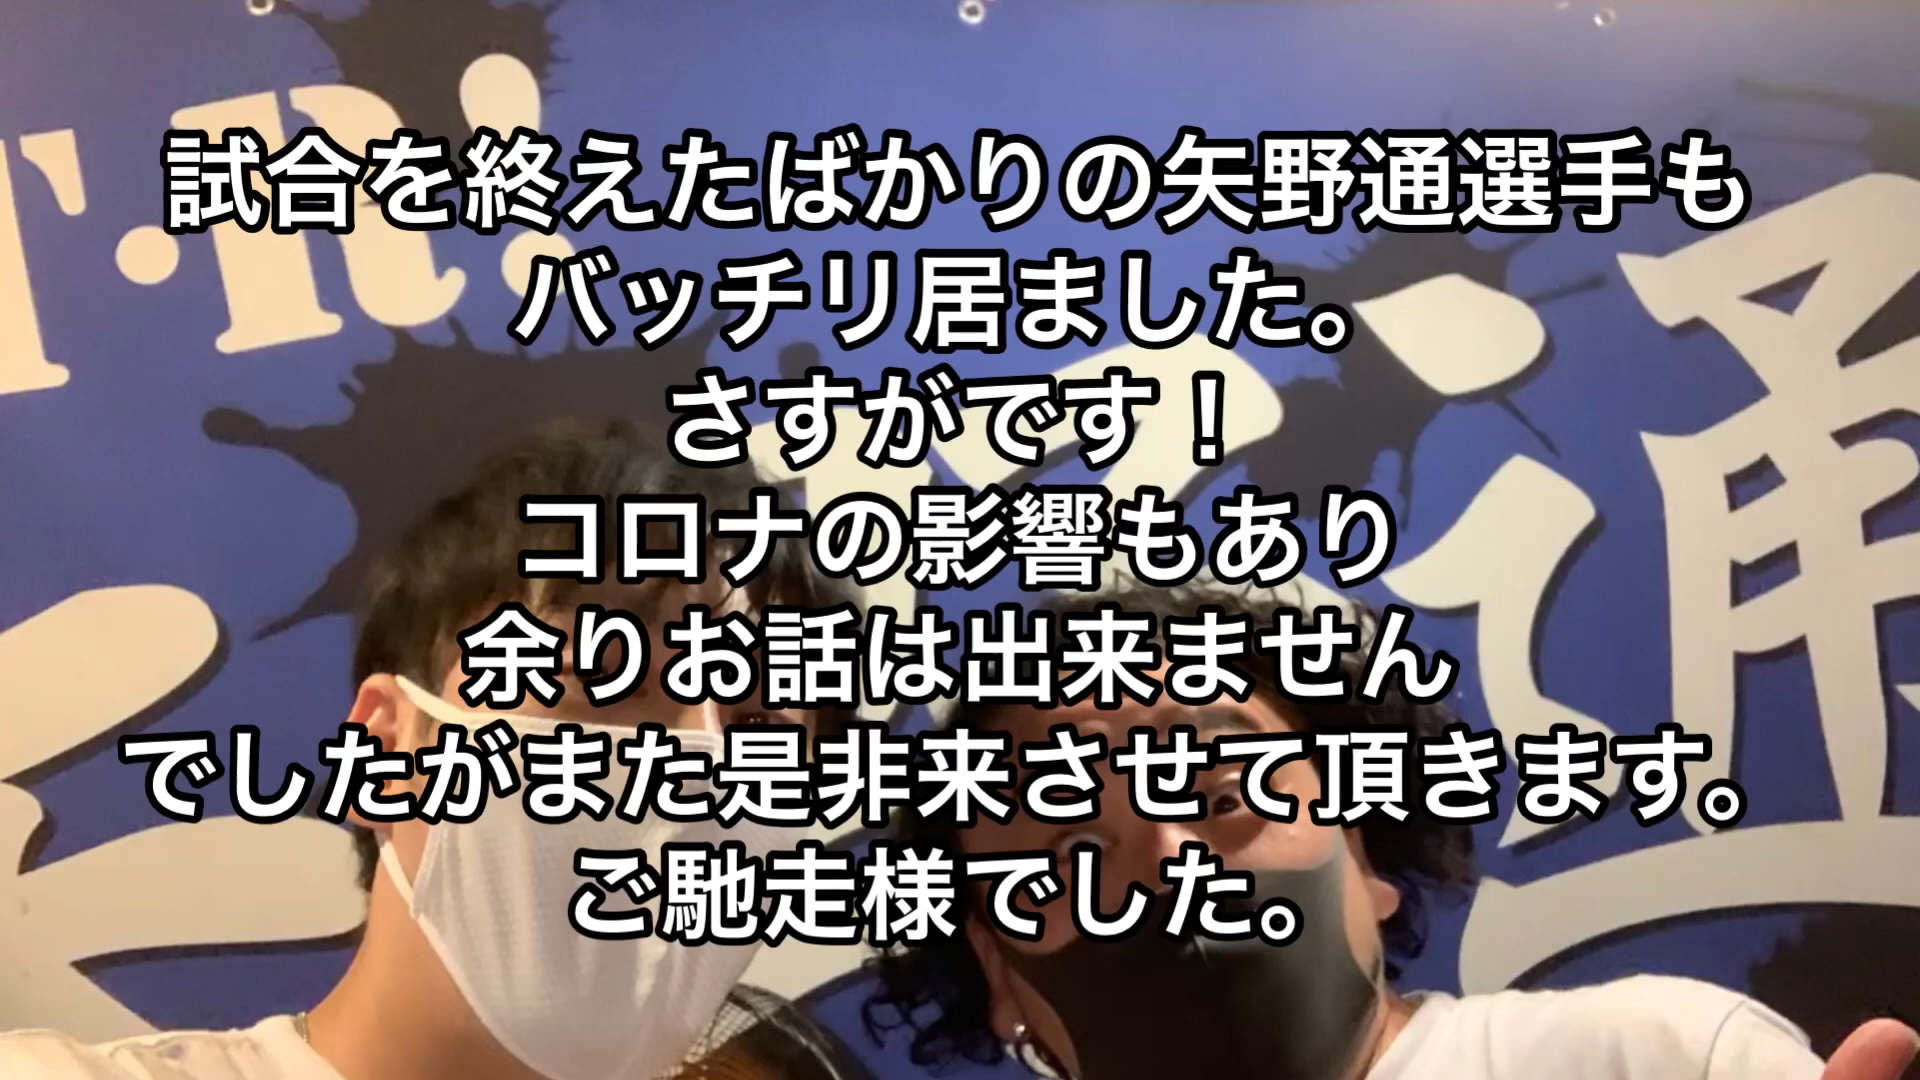 T・R!
試合を終えたばかりの矢野通選手も
バッチリ居ました。
さすがです！
コロナの影響もあり
余りお話は出来ません
でしたがまた是非来させて頂きます。
ご馳走様でした。
通